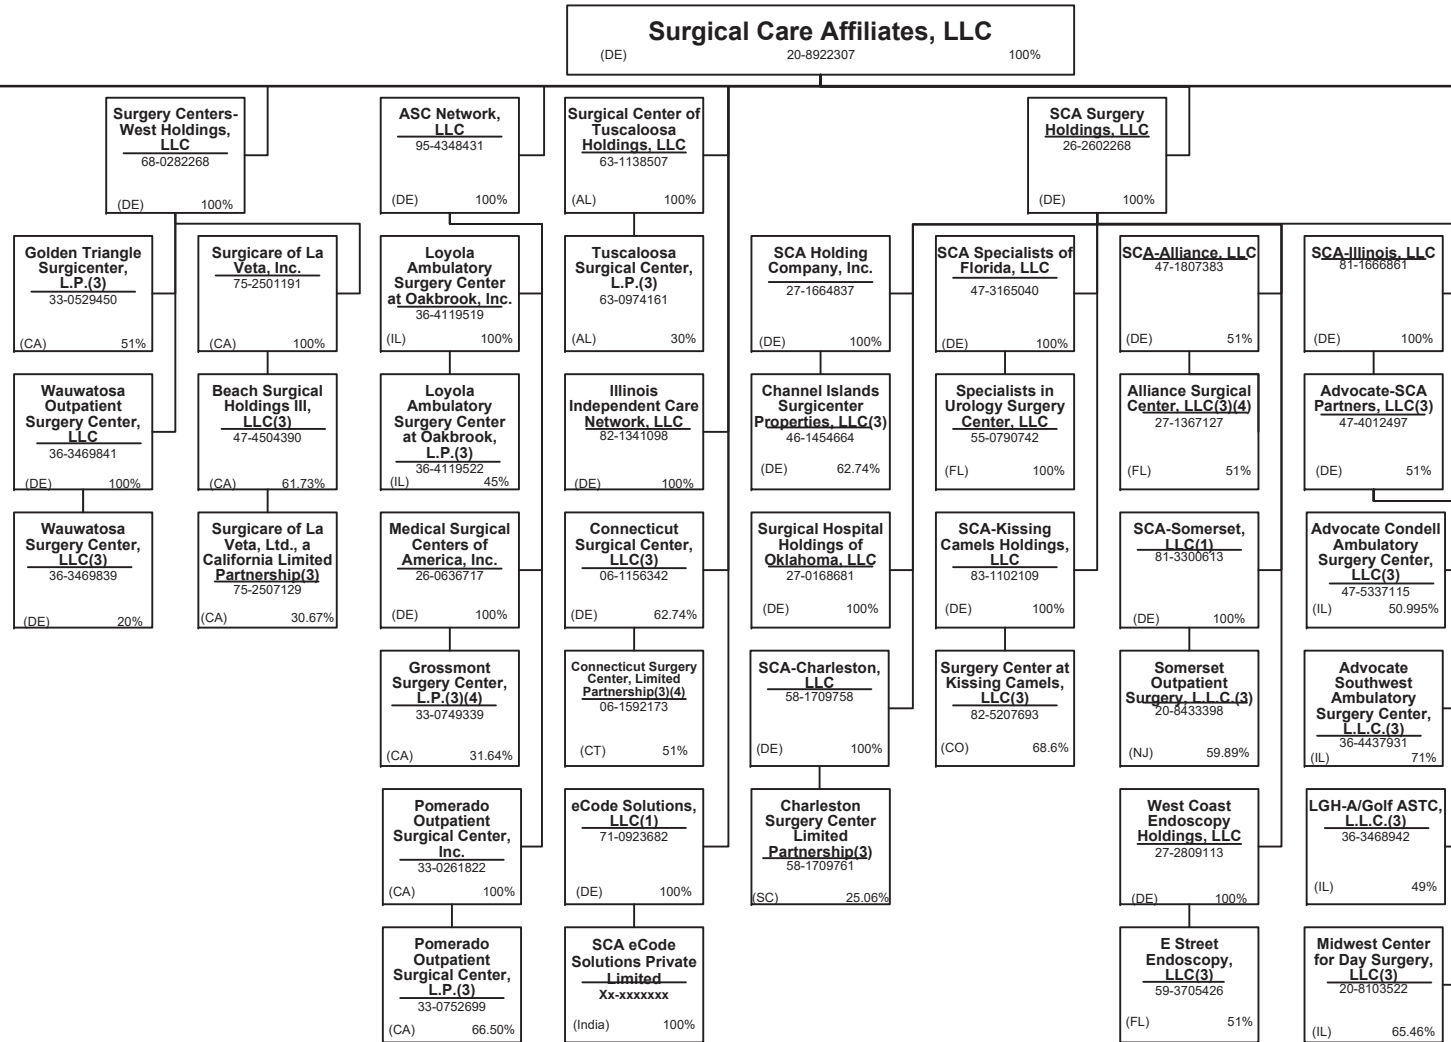 Surgical Care Affiliates, LLC
(DE) 20-8922307 100%
Surgery Centers-
West Holdings,
LLC
68-0282268
(DE) 100%
ASC Network,
LLC
95-4348431
(DE) 100%
Surgical Center of
Tuscaloosa
Holdings, LLC
63-1138507
(AL) 100%
SCA Surgery
Holdings, LLC
26-2602268
(DE) 100%
Golden Triangle
Surgicenter,
L.P.(3)
33-0529450
(CA) 51%
Surgicare of La
Veta, Inc.
75-2501191
(CA) 100%
Loyola
Ambulatory
Surgery Center
at Oakbrook, Inc.
36-4119519
(IL) 100%
Tuscaloosa
Surgical Center,
L.P.(3)
63-0974161
(AL) 30%
SCA Holding
Company, Inc.
27-1664837
(DE) 100%
SCA Specialists of
Florida, LLC
47-3165040
(DE) 100%
SCA-Alliance, LLC
47-1807383
(DE) 51%
SCA-Illinois, LLC
81-1666861
(DE) 100%
Wauwatosa
Outpatient
Surgery Center,
LLC
36-3469841
(DE) 100%
Beach Surgical
Holdings III,
LLC(3)
47-4504390
(CA) 61.73%
Loyola
Ambulatory
Surgery Center
at Oakbrook,
L.P.(3)
36-4119522
(IL) 45%
Illinois
Independent Care
Network, LLC
82-1341098
(DE) 100%
Channel Islands
Surgicenter
Properties, LLC(3)
46-1454664
(DE) 62.74%
Specialists in
Urology Surgery
Center, LLC
55-0790742
(FL) 100%
Alliance Surgical
Center, LLC(3)(4)
27-1367127
(FL) 51%
Advocate-SCA
Partners, LLC(3)
47-4012497
(DE) 51%
Wauwatosa
Surgery Center,
LLC(3)
36-3469839
(DE) 20%
Surgicare of La
Veta, Ltd., a
California Limited
Partnership(3)
75-2507129
(CA) 30.67%
Medical Surgical
Centers of
America, Inc.
26-0636717
(DE) 100%
Connecticut
Surgical Center,
LLC(3)
06-1156342
(DE) 62.74%
Surgical Hospital
Holdings of
Oklahoma, LLC
27-0168681
(DE) 100%
SCA-Kissing
Camels Holdings,
LLC
83-1102109
(DE) 100%
SCA-Somerset,
LLC(1)
81-3300613
(DE) 100%
Advocate Condell
Ambulatory
Surgery Center,
LLC(3)
47-5337115
(IL) 50.995%
Grossmont
Surgery Center,
L.P.(3)(4)
33-0749339
(CA) 31.64%
Connecticut Surgery
Center, Limited
Partnership(3)(4)
06-1592173
(CT) 51%
SCA-Charleston,
LLC
58-1709758
(DE) 100%
Surgery Center at
Kissing Camels,
LLC(3)
82-5207693
(CO) 68.6%
Somerset
Outpatient
Surgery, L.L.C.(3)
20-8433398
(NJ) 59.89%
Advocate
Southwest
Ambulatory
Surgery Center,
L.L.C.(3)
36-4437931
(IL) 71%
Pomerado
Outpatient
Surgical Center,
Inc.
33-0261822
(CA) 100%
eCode Solutions,
LLC(1)
71-0923682
(DE) 100%
Charleston
Surgery Center
Limited
Partnership(3)
58-1709761
(SC) 25.06%
West Coast
Endoscopy
Holdings, LLC
27-2809113
(DE) 100%
LGH-A/Golf ASTC,
L.L.C.(3)
36-3468942
(IL) 49%
Pomerado
Outpatient
Surgical Center,
L.P.(3)
33-0752699
(CA) 66.50%
SCA eCode
Solutions Private
Limited
Xx-xxxxxxx
(India) 100%
E Street
Endoscopy,
LLC(3)
59-3705426
(FL) 51%
Midwest Center
for Day Surgery,
LLC(3)
20-8103522
(IL) 65.46%